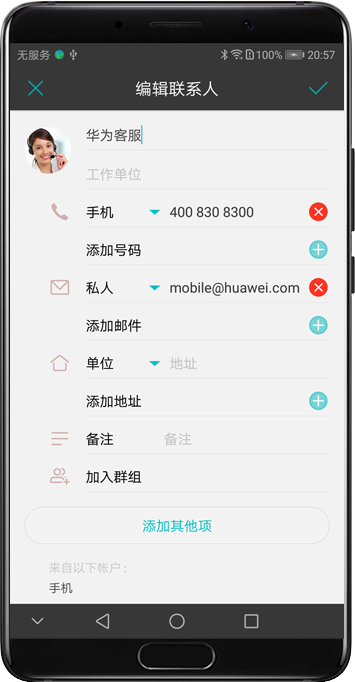 无服务 100% 20:57
编辑联系人
华为客服
工作单位
手机 400 830 8300
添加号码
私人 mobile@huawei.com
添加邮件
单位 地址
添加地址
备注 备注
加入群组
添加其他项
来自以下帐户：
手机